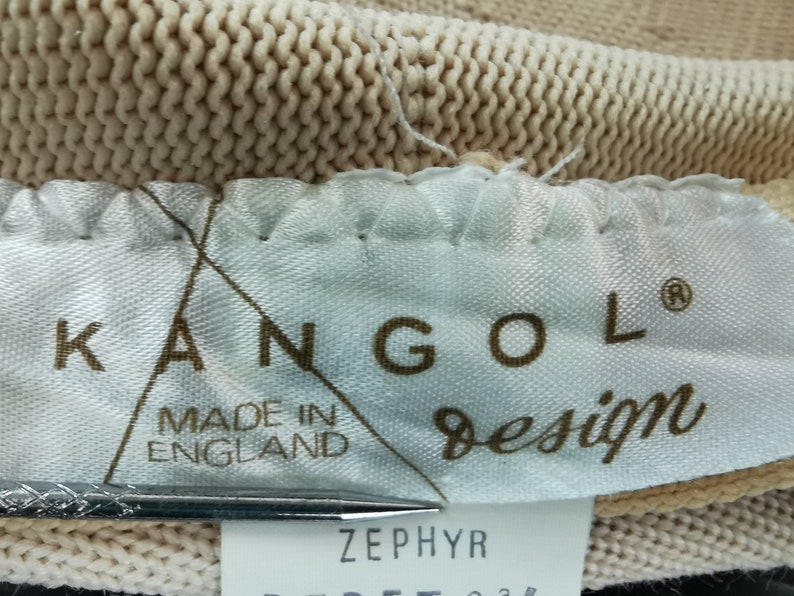 KANGOL®
Design
MADE IN
ENGLAND
ZEPHYR